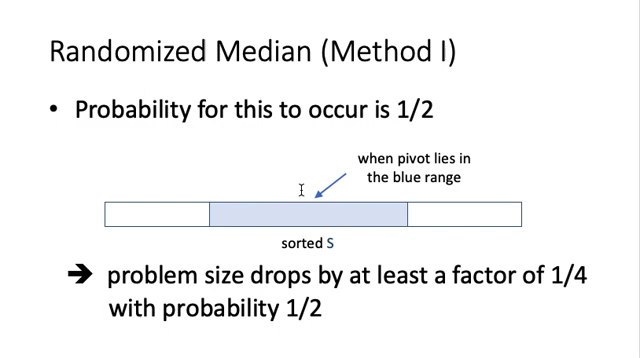 Randomized Median (Method I)
• Probability for this to occur is 1/2
when pivot lies in
the blue range
sorted S
➔ problem size drops by at least a factor of 1/4
with probability 1/2